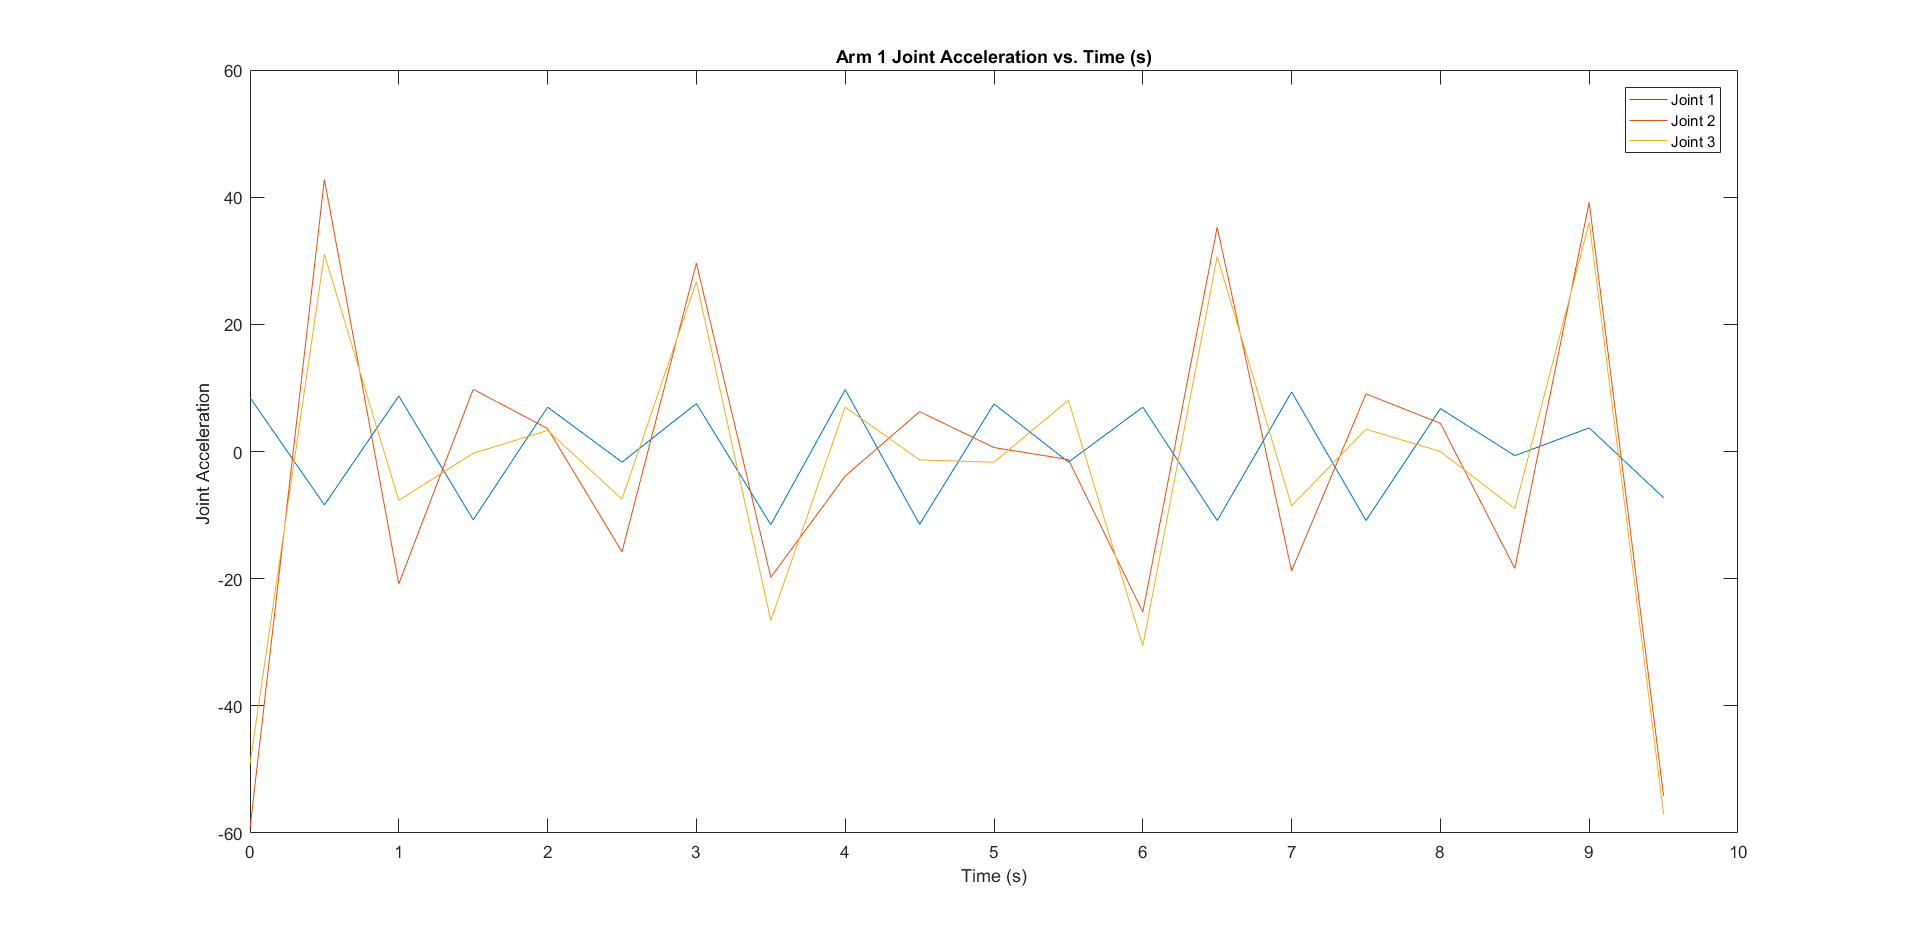 Arm 1 Joint Acceleration vs. Time (s)
60
40
20
0
-20
-40
-60
Joint Acceleration
Joint 1
Joint 2
Joint 3
0 1 2 3 4 5 6 7 8 9 10
Time (s)